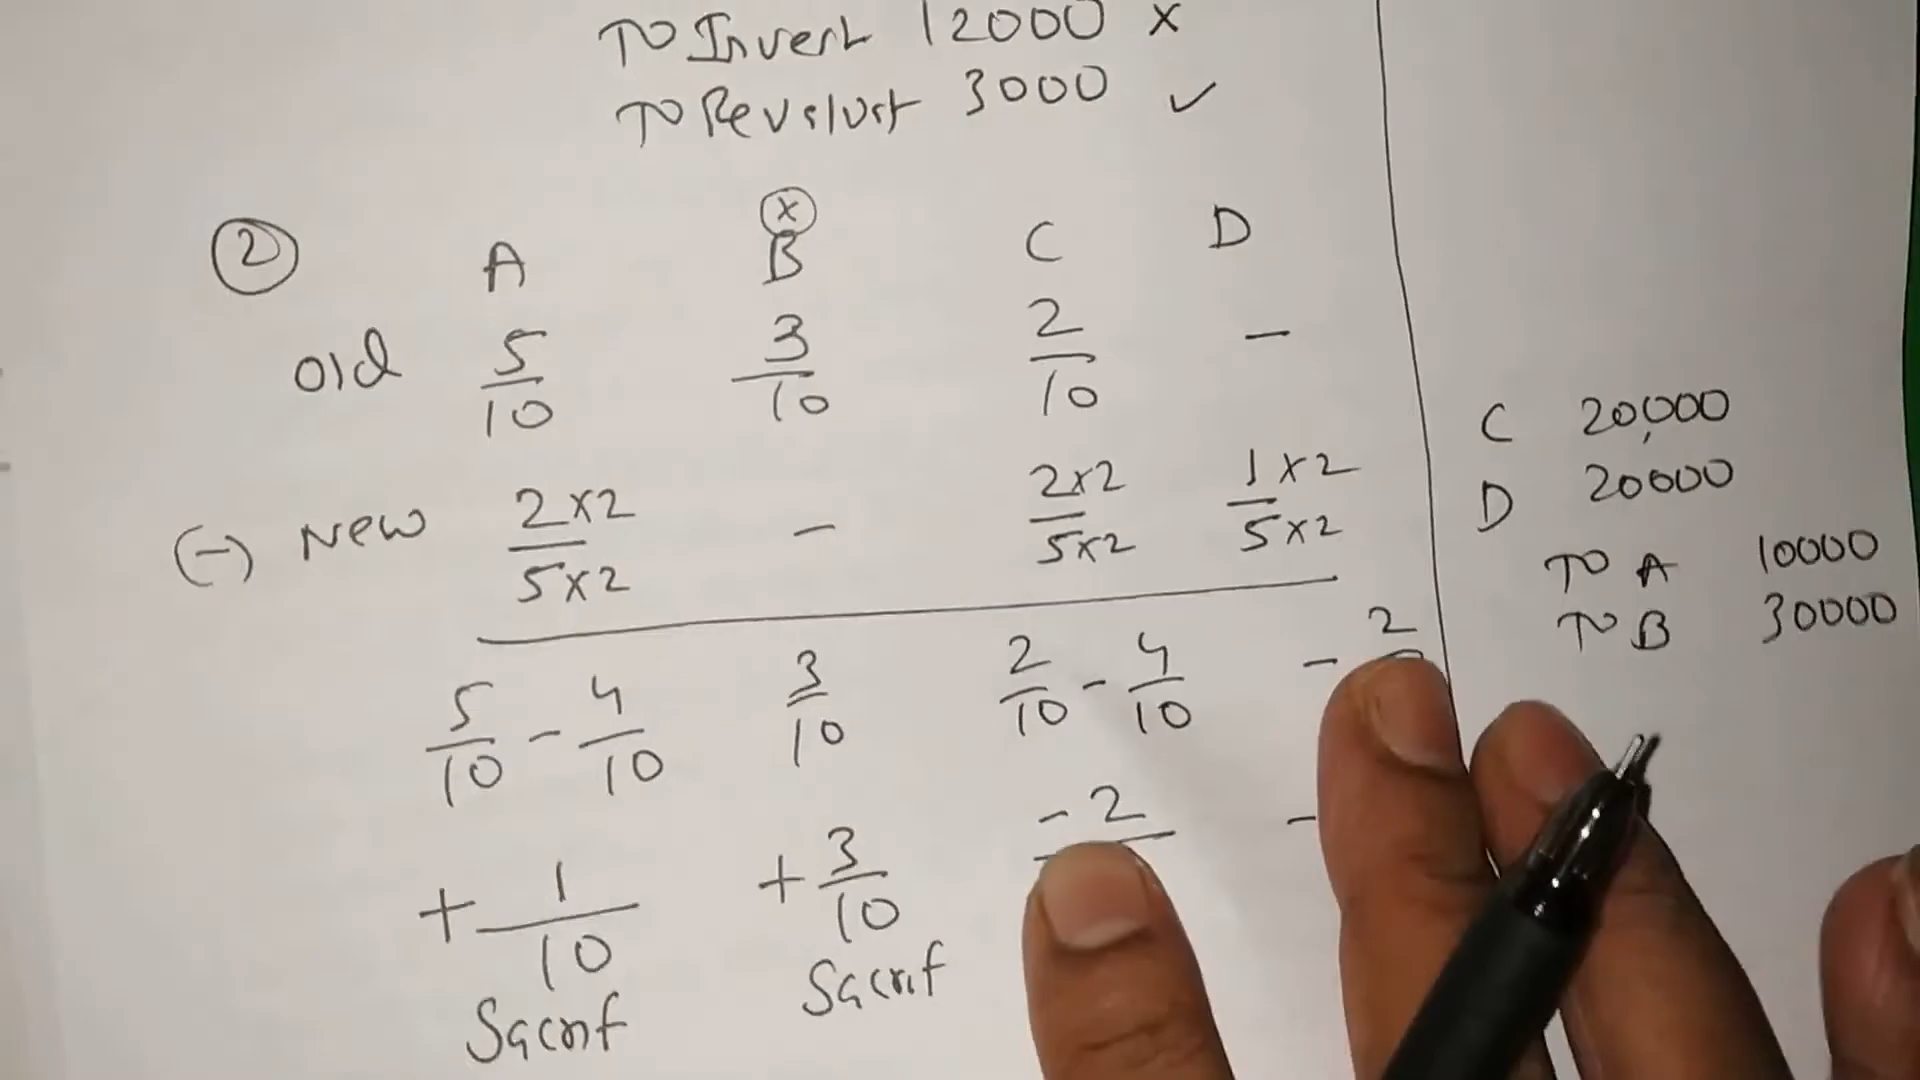 TO Invest 12000 x
TO Revalust 3000 ✓
② A ⓧ B C D
old 5/10 3/10 2/10 -
(-) New 2x2/5x2 - 2x2/5x2 1x2/5x2
5/10 - 4/10 3/10 2/10 - 4/10 - 2
+ 1/10 + 3/10 - 2 -
Sacrif Sacrif
C 20,000
D 20000
TO A 10000
TO B 30000